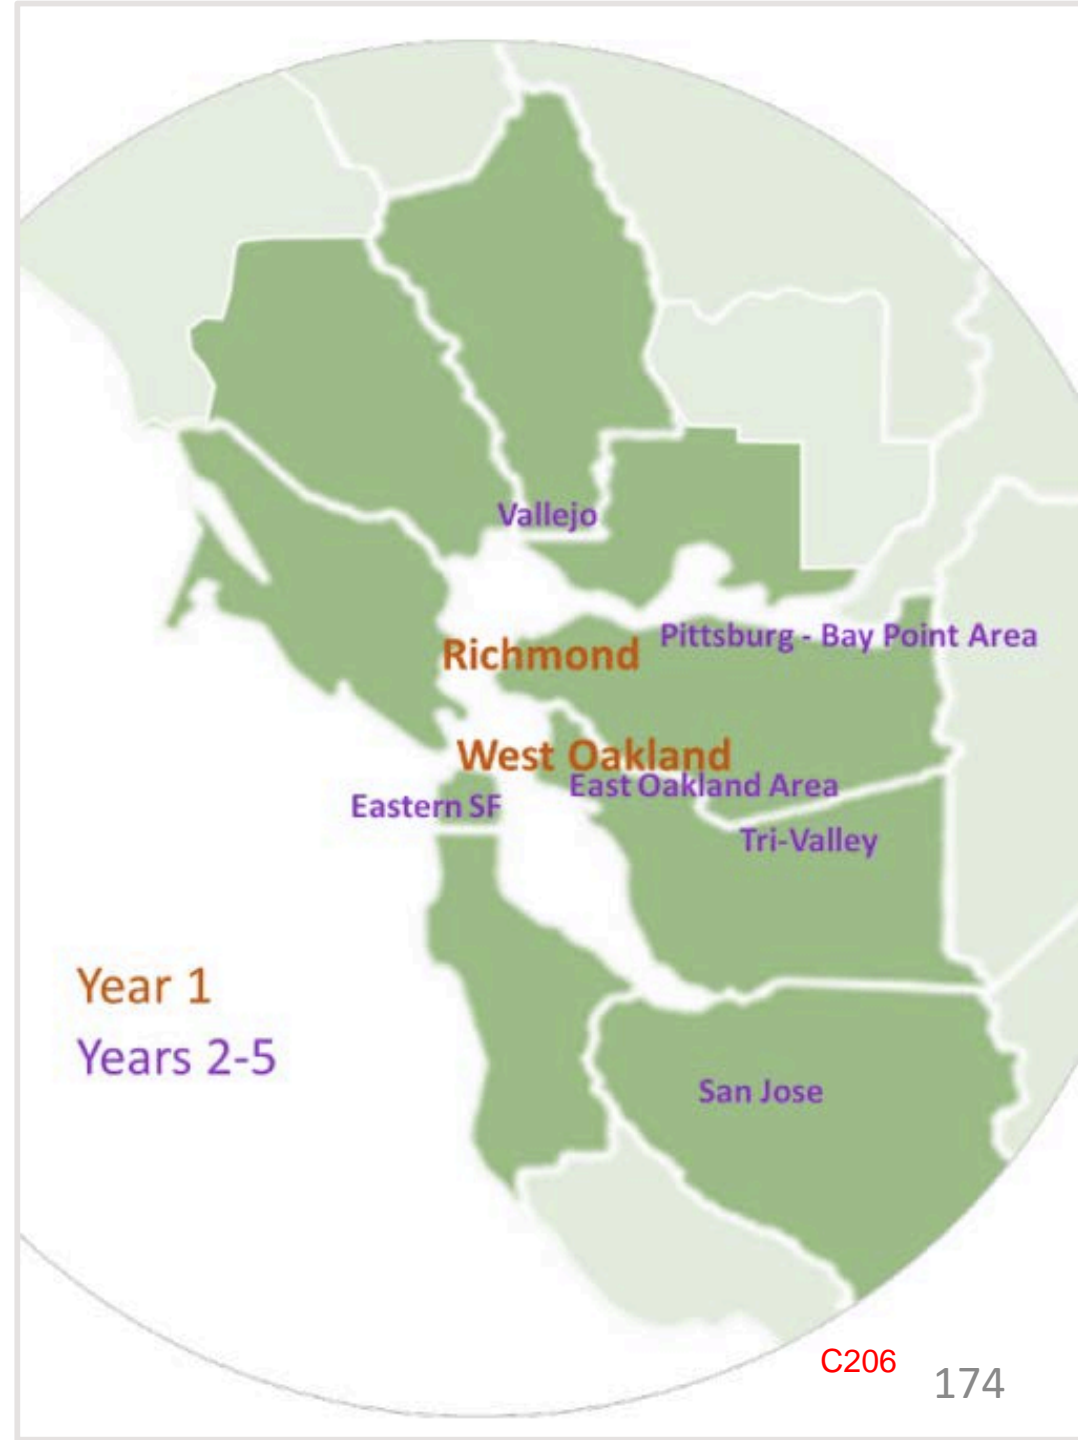 Vallejo
Richmond
Pittsburg - Bay Point Area
West Oakland
East Oakland Area
Eastern SF
Tri-Valley
Year 1
Years 2-5
San Jose
C206
174